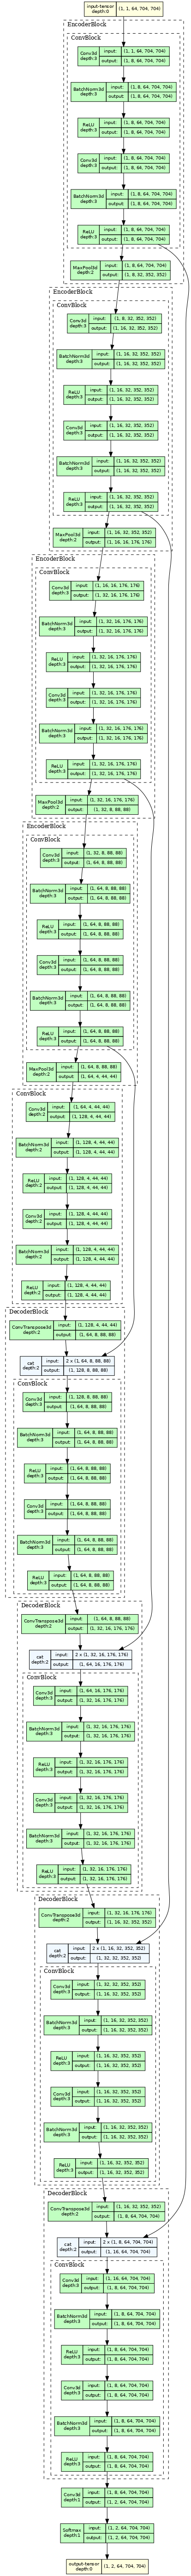 input-tensor depth:0 (1, 1, 64, 704, 704)
EncoderBlock
ConvBlock
Conv3d depth:3 input: (1, 1, 64, 704, 704)
output: (1, 8, 64, 704, 704)
BatchNorm3d depth:3 input: (1, 8, 64, 704, 704)
output: (1, 8, 64, 704, 704)
ReLU depth:3 input: (1, 8, 64, 704, 704)
output: (1, 8, 64, 704, 704)
Conv3d depth:3 input: (1, 8, 64, 704, 704)
output: (1, 8, 64, 704, 704)
BatchNorm3d depth:3 input: (1, 8, 64, 704, 704)
output: (1, 8, 64, 704, 704)
ReLU depth:3 input: (1, 8, 64, 704, 704)
output: (1, 8, 64, 704, 704)
MaxPool3d depth:2 input: (1, 8, 64, 704, 704)
output: (1, 8, 32, 352, 352)
EncoderBlock
ConvBlock
Conv3d depth:3 input: (1, 8, 32, 352, 352)
output: (1, 16, 32, 352, 352)
BatchNorm3d depth:3 input: (1, 16, 32, 352, 352)
output: (1, 16, 32, 352, 352)
ReLU depth:3 input: (1, 16, 32, 352, 352)
output: (1, 16, 32, 352, 352)
Conv3d depth:3 input: (1, 16, 32, 352, 352)
output: (1, 16, 32, 352, 352)
BatchNorm3d depth:3 input: (1, 16, 32, 352, 352)
output: (1, 16, 32, 352, 352)
ReLU depth:3 input: (1, 16, 32, 352, 352)
output: (1, 16, 32, 352, 352)
MaxPool3d depth:2 input: (1, 16, 32, 352, 352)
output: (1, 16, 16, 176, 176)
EncoderBlock
ConvBlock
Conv3d depth:3 input: (1, 16, 16, 176, 176)
output: (1, 32, 16, 176, 176)
BatchNorm3d depth:3 input: (1, 32, 16, 176, 176)
output: (1, 32, 16, 176, 176)
ReLU depth:3 input: (1, 32, 16, 176, 176)
output: (1, 32, 16, 176, 176)
Conv3d depth:3 input: (1, 32, 16, 176, 176)
output: (1, 32, 16, 176, 176)
BatchNorm3d depth:3 input: (1, 32, 16, 176, 176)
output: (1, 32, 16, 176, 176)
ReLU depth:3 input: (1, 32, 16, 176, 176)
output: (1, 32, 16, 176, 176)
MaxPool3d depth:2 input: (1, 32, 16, 176, 176)
output: (1, 32, 8, 88, 88)
EncoderBlock
ConvBlock
Conv3d depth:3 input: (1, 32, 8, 88, 88)
output: (1, 64, 8, 88, 88)
BatchNorm3d depth:3 input: (1, 64, 8, 88, 88)
output: (1, 64, 8, 88, 88)
ReLU depth:3 input: (1, 64, 8, 88, 88)
output: (1, 64, 8, 88, 88)
Conv3d depth:3 input: (1, 64, 8, 88, 88)
output: (1, 64, 8, 88, 88)
BatchNorm3d depth:3 input: (1, 64, 8, 88, 88)
output: (1, 64, 8, 88, 88)
ReLU depth:3 input: (1, 64, 8, 88, 88)
output: (1, 64, 8, 88, 88)
MaxPool3d depth:2 input: (1, 64, 8, 88, 88)
output: (1, 64, 4, 44, 44)
ConvBlock
Conv3d depth:2 input: (1, 64, 4, 44, 44)
output: (1, 128, 4, 44, 44)
BatchNorm3d depth:2 input: (1, 128, 4, 44, 44)
output: (1, 128, 4, 44, 44)
ReLU depth:2 input: (1, 128, 4, 44, 44)
output: (1, 128, 4, 44, 44)
Conv3d depth:2 input: (1, 128, 4, 44, 44)
output: (1, 128, 4, 44, 44)
BatchNorm3d depth:2 input: (1, 128, 4, 44, 44)
output: (1, 128, 4, 44, 44)
ReLU depth:2 input: (1, 128, 4, 44, 44)
output: (1, 128, 4, 44, 44)
DecoderBlock
ConvTranspose3d depth:2 input: (1, 128, 4, 44, 44)
output: (1, 64, 8, 88, 88)
cat depth:2 input: 2 x (1, 64, 8, 88, 88)
output: (1, 128, 8, 88, 88)
ConvBlock
Conv3d depth:3 input: (1, 128, 8, 88, 88)
output: (1, 64, 8, 88, 88)
BatchNorm3d depth:3 input: (1, 64, 8, 88, 88)
output: (1, 64, 8, 88, 88)
ReLU depth:3 input: (1, 64, 8, 88, 88)
output: (1, 64, 8, 88, 88)
Conv3d depth:3 input: (1, 64, 8, 88, 88)
output: (1, 64, 8, 88, 88)
BatchNorm3d depth:3 input: (1, 64, 8, 88, 88)
output: (1, 64, 8, 88, 88)
ReLU depth:3 input: (1, 64, 8, 88, 88)
output: (1, 64, 8, 88, 88)
DecoderBlock
ConvTranspose3d depth:2 input: (1, 64, 8, 88, 88)
output: (1, 32, 16, 176, 176)
cat depth:2 input: 2 x (1, 32, 16, 176, 176)
output: (1, 64, 16, 176, 176)
ConvBlock
Conv3d depth:3 input: (1, 64, 16, 176, 176)
output: (1, 32, 16, 176, 176)
BatchNorm3d depth:3 input: (1, 32, 16, 176, 176)
output: (1, 32, 16, 176, 176)
ReLU depth:3 input: (1, 32, 16, 176, 176)
output: (1, 32, 16, 176, 176)
Conv3d depth:3 input: (1, 32, 16, 176, 176)
output: (1, 32, 16, 176, 176)
BatchNorm3d depth:3 input: (1, 32, 16, 176, 176)
output: (1, 32, 16, 176, 176)
ReLU depth:3 input: (1, 32, 16, 176, 176)
output: (1, 32, 16, 176, 176)
DecoderBlock
ConvTranspose3d depth:2 input: (1, 32, 16, 176, 176)
output: (1, 16, 32, 352, 352)
cat depth:2 input: 2 x (1, 16, 32, 352, 352)
output: (1, 32, 32, 352, 352)
ConvBlock
Conv3d depth:3 input: (1, 32, 32, 352, 352)
output: (1, 16, 32, 352, 352)
BatchNorm3d depth:3 input: (1, 16, 32, 352, 352)
output: (1, 16, 32, 352, 352)
ReLU depth:3 input: (1, 16, 32, 352, 352)
output: (1, 16, 32, 352, 352)
Conv3d depth:3 input: (1, 16, 32, 352, 352)
output: (1, 16, 32, 352, 352)
BatchNorm3d depth:3 input: (1, 16, 32, 352, 352)
output: (1, 16, 32, 352, 352)
ReLU depth:3 input: (1, 16, 32, 352, 352)
output: (1, 16, 32, 352, 352)
DecoderBlock
ConvTranspose3d depth:2 input: (1, 16, 32, 352, 352)
output: (1, 8, 64, 704, 704)
cat depth:2 input: 2 x (1, 8, 64, 704, 704)
output: (1, 16, 64, 704, 704)
ConvBlock
Conv3d depth:3 input: (1, 16, 64, 704, 704)
output: (1, 8, 64, 704, 704)
BatchNorm3d depth:3 input: (1, 8, 64, 704, 704)
output: (1, 8, 64, 704, 704)
ReLU depth:3 input: (1, 8, 64, 704, 704)
output: (1, 8, 64, 704, 704)
Conv3d depth:3 input: (1, 8, 64, 704, 704)
output: (1, 8, 64, 704, 704)
BatchNorm3d depth:3 input: (1, 8, 64, 704, 704)
output: (1, 8, 64, 704, 704)
ReLU depth:3 input: (1, 8, 64, 704, 704)
output: (1, 8, 64, 704, 704)
Conv3d depth:1 input: (1, 8, 64, 704, 704)
output: (1, 2, 64, 704, 704)
Softmax depth:1 input: (1, 2, 64, 704, 704)
output: (1, 2, 64, 704, 704)
output-tensor depth:0 (1, 2, 64, 704, 704)